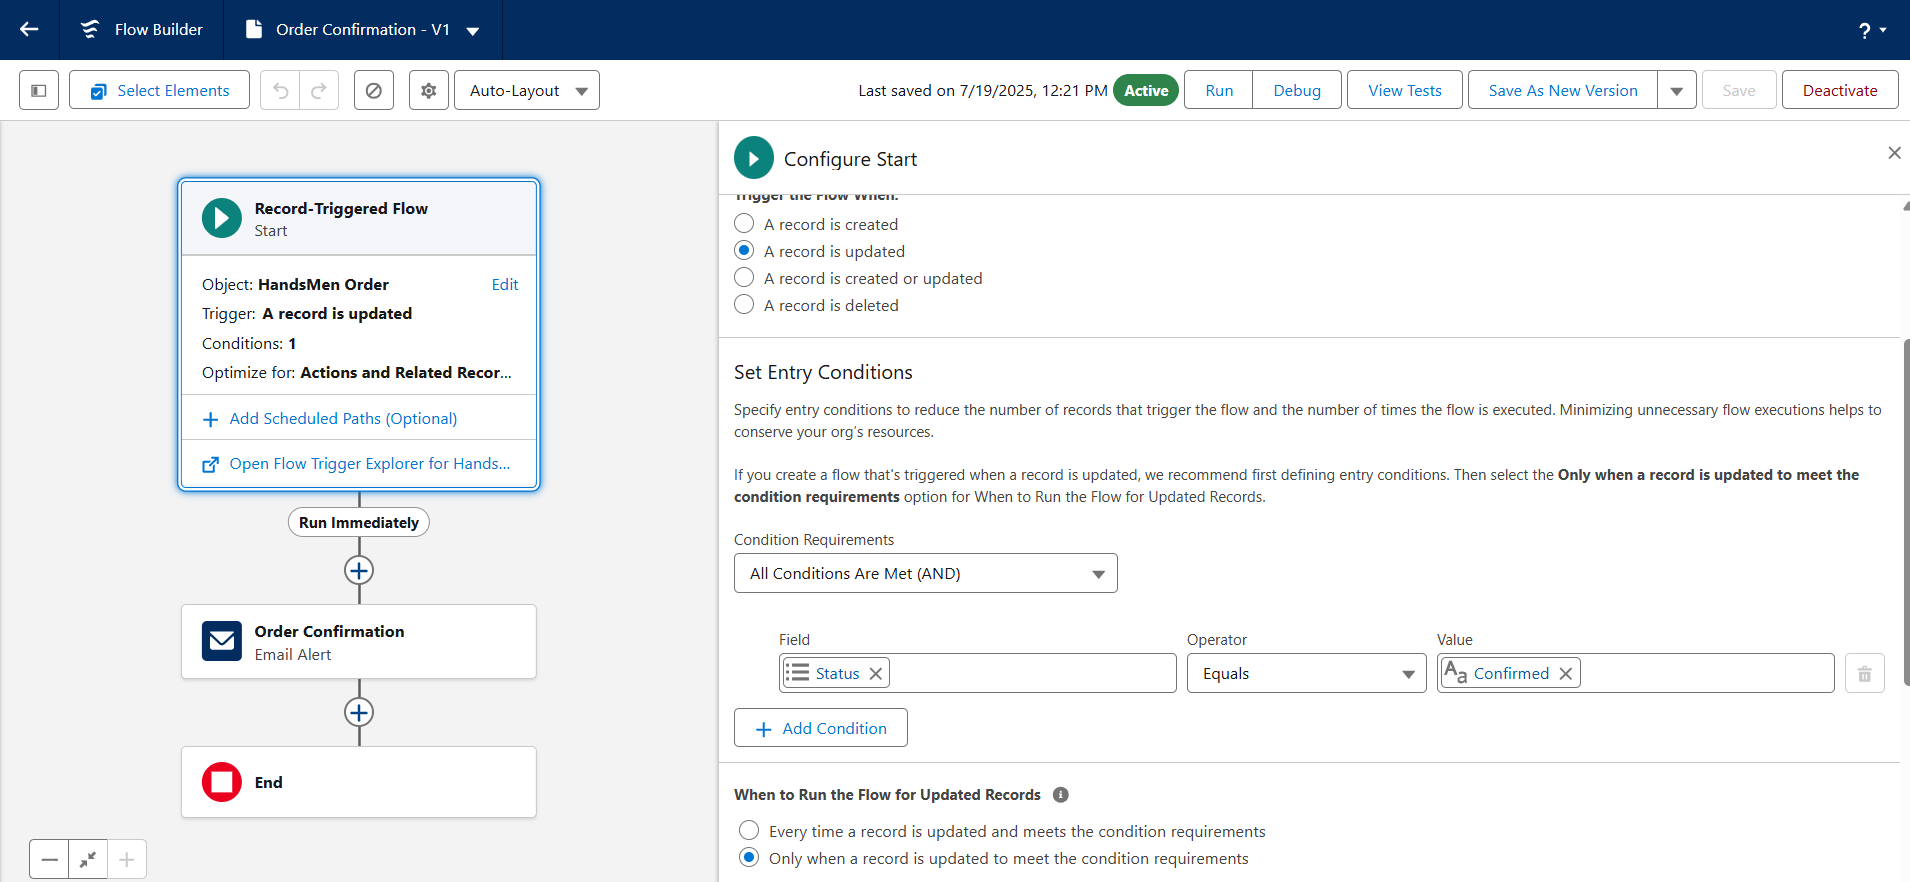 Flow Builder
Order Confirmation - V1
?
Select Elements
Auto-Layout
Last saved on 7/19/2025, 12:21 PM
Active
Run
Debug
View Tests
Save As New Version
Save
Deactivate
Record-Triggered Flow
Start
Object: HandsMen Order
Edit
Trigger: A record is updated
Conditions: 1
Optimize for: Actions and Related Recor...
Add Scheduled Paths (Optional)
Open Flow Trigger Explorer for Hands...
Run Immediately
Order Confirmation
Email Alert
End
Configure Start
Trigger the Flow When:
A record is created
A record is updated
A record is created or updated
A record is deleted
Set Entry Conditions
Specify entry conditions to reduce the number of records that trigger the flow and the number of times the flow is executed. Minimizing unnecessary flow executions helps to
conserve your org's resources.
If you create a flow that's triggered when a record is updated, we recommend first defining entry conditions. Then select the Only when a record is updated to meet the
condition requirements option for When to Run the Flow for Updated Records.
Condition Requirements
All Conditions Are Met (AND)
Field
Operator
Value
Status
Equals
Aa Confirmed
Add Condition
When to Run the Flow for Updated Records
Every time a record is updated and meets the condition requirements
Only when a record is updated to meet the condition requirements